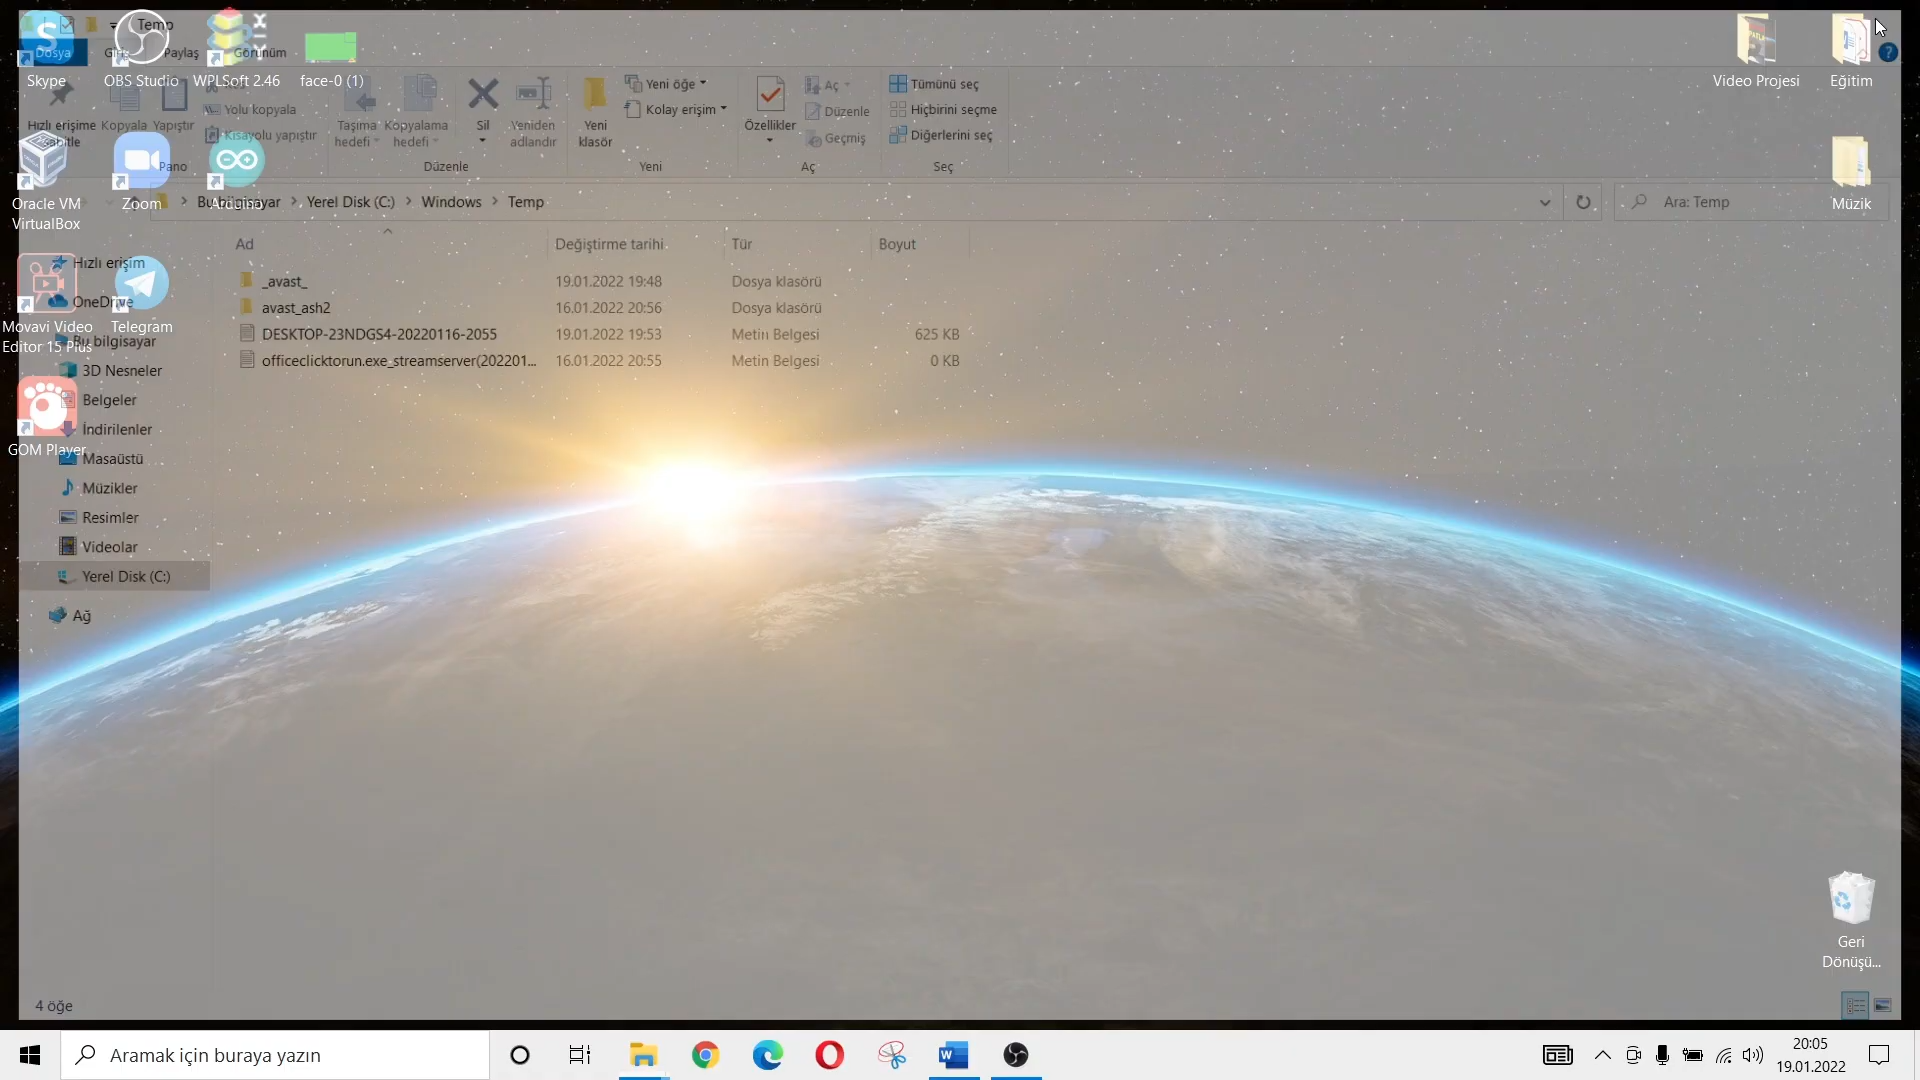 Temp
Dosya
Paylaş
Görünüm
Skype
OBS Studio
WPLSoft 2.46
face-0 (1)
Video Projesi
Eğitim
Hızlı erişime
Kopyala
Yapıştır
Yolu kopyala
Kısayolu yapıştır
Pano
Taşıma
hedefi
Kopyalama
hedefi
Sil
Yeniden
adlandır
Düzenle
Yeni
klasör
Yeni öğe
Kolay erişim
Yeni
Özellikler
Aç
Düzenle
Geçmiş
Aç
Tümünü seç
Hiçbirini seçme
Diğerlerini seç
Seç
Oracle VM
VirtualBox
Zoom
Arduino
Müzik
Bu bilgisayar
Yerel Disk (C:)
Windows
Temp
Ara: Temp
Ad
Değiştirme tarihi
Tür
Boyut
_avast_
19.01.2022 19:48
Dosya klasörü
avast_ash2
16.01.2022 20:56
Dosya klasörü
DESKTOP-23NDGS4-20220116-2055
19.01.2022 19:53
Metin Belgesi
625 KB
officeclicktorun.exe_streamserver(202201...
16.01.2022 20:55
Metin Belgesi
0 KB
Hızlı erişim
OneDrive
Movavi Video
Editor 15 Plus
Telegram
Bu bilgisayar
3D Nesneler
Belgeler
İndirilenler
GOM Player
Masaüstü
Müzikler
Resimler
Videolar
Yerel Disk (C:)
Ağ
Geri
Dönüşü...
4 öğe
Aramak için buraya yazın
20:05
19.01.2022